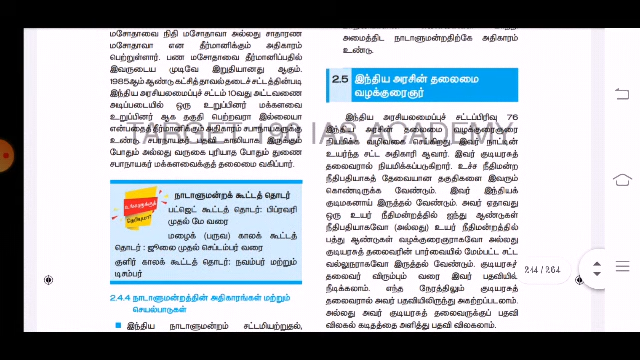 மசோதாவை நிதி மசோதாவா அல்லது சாதாரண
மசோதாவா என தீர்மானிக்கும் அதிகாரம்
பெற்றுள்ளார். பண மசோதாவை தீர்மானிப்பதில்
இவருடைய முடிவே இறுதியானது ஆகும்.
1985ஆம் ஆண்டு கட்சித் தாவல் தடைச் சட்டத்தின்படி
இந்திய அரசியலமைப்புச் சட்டம் 10வது அட்டவணை
அடிப்படையில் ஒரு உறுப்பினர் மக்களவை
உறுப்பினர் ஆக தகுதி பெற்றவரா இல்லையா
என்பதைத் தீர்மானிக்கும் அதிகாரம் சபாநாயகருக்கு
உண்டு. சபாநாயகர் பதவி காலியாக இருக்கும்
போதும் அல்லது வருகை புரியாத போதும் துணை
சபாநாயகர் மக்களவைக்குத் தலைமை வகிப்பார்.
உங்களுக்குத் தெரியுமா?
நாடாளுமன்றக் கூட்டத் தொடர்
பட்ஜெட் கூட்டத் தொடர்: பிப்ரவரி
முதல் மே வரை
மழைக் (பருவ) காலக் கூட்டத்
தொடர் : ஜூலை முதல் செப்டம்பர் வரை
குளிர் காலக் கூட்டத் தொடர்: நவம்பர் மற்றும்
டிசம்பர்
2.4.4 நாடாளுமன்றத்தின் அதிகாரங்கள் மற்றும்
செயல்பாடுகள்
இந்திய நாடாளுமன்றம் சட்டமியற்றுதல்,
அமைத்திட நாடாளுமன்றத்திற்கே அதிகாரம்
உண்டு.
2.5 இந்திய அரசின் தலைமை
வழக்குரைஞர்
இந்திய அரசியலமைப்புச் சட்டப்பிரிவு 76
இந்திய அரசின் தலைமை வழக்குரைஞரை
நியமிக்க வழிவகை செய்கிறது. இவர் நாட்டின்
உயர்ந்த சட்ட அதிகாரி ஆவார். இவர் குடியரசுத்
தலைவரால் நியமிக்கப்படுகிறார். உச்ச நீதிமன்ற
நீதிபதியாகத் தேவையான தகுதிகளை இவரும்
கொண்டிருக்க வேண்டும். இவர் இந்தியக்
குடிமகனாய் இருத்தல் வேண்டும். அவர் ஏதாவது
ஒரு உயர் நீதிமன்றத்தில் ஐந்து ஆண்டுகள்
நீதிபதியாகவோ (அல்லது) உயர் நீதிமன்றத்தில்
பத்து ஆண்டுகள் வழக்குரைஞராகவோ அல்லது
குடியரசுத் தலைவரின் பார்வையில் மேம்பட்ட சட்ட
வல்லுநராகவோ இருத்தல் வேண்டும். குடியரசுத்
தலைவர் விரும்பும் வரை இவர் பதவியில்
நீடிக்கலாம். எந்த நேரத்திலும் குடியரசுத்
தலைவரால் அவர் பதவியிலிருந்து அகற்றப்படலாம்.
அல்லது அவர் குடியரசுத் தலைவருக்குப் பதவி
விலகல் கடிதத்தை அளித்து பதவி விலகலாம்.
TARGET 190 IAS ACADEMY
244 / 264